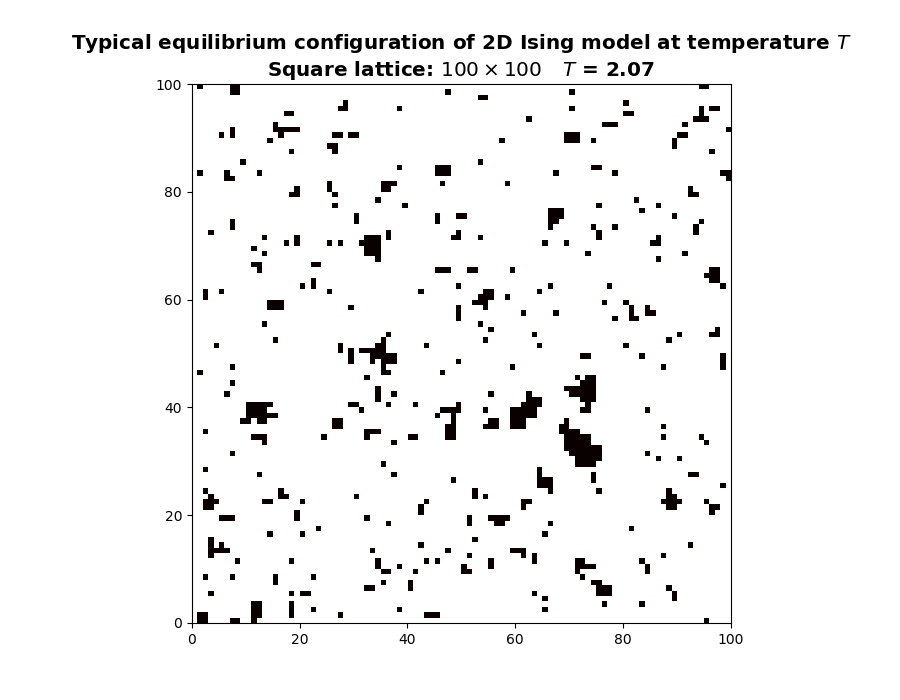 Typical equilibrium configuration of 2D Ising model at temperature T
Square lattice: 100 × 100 T = 2.07
100
80
60
40
20
0
0 20 40 60 80 100